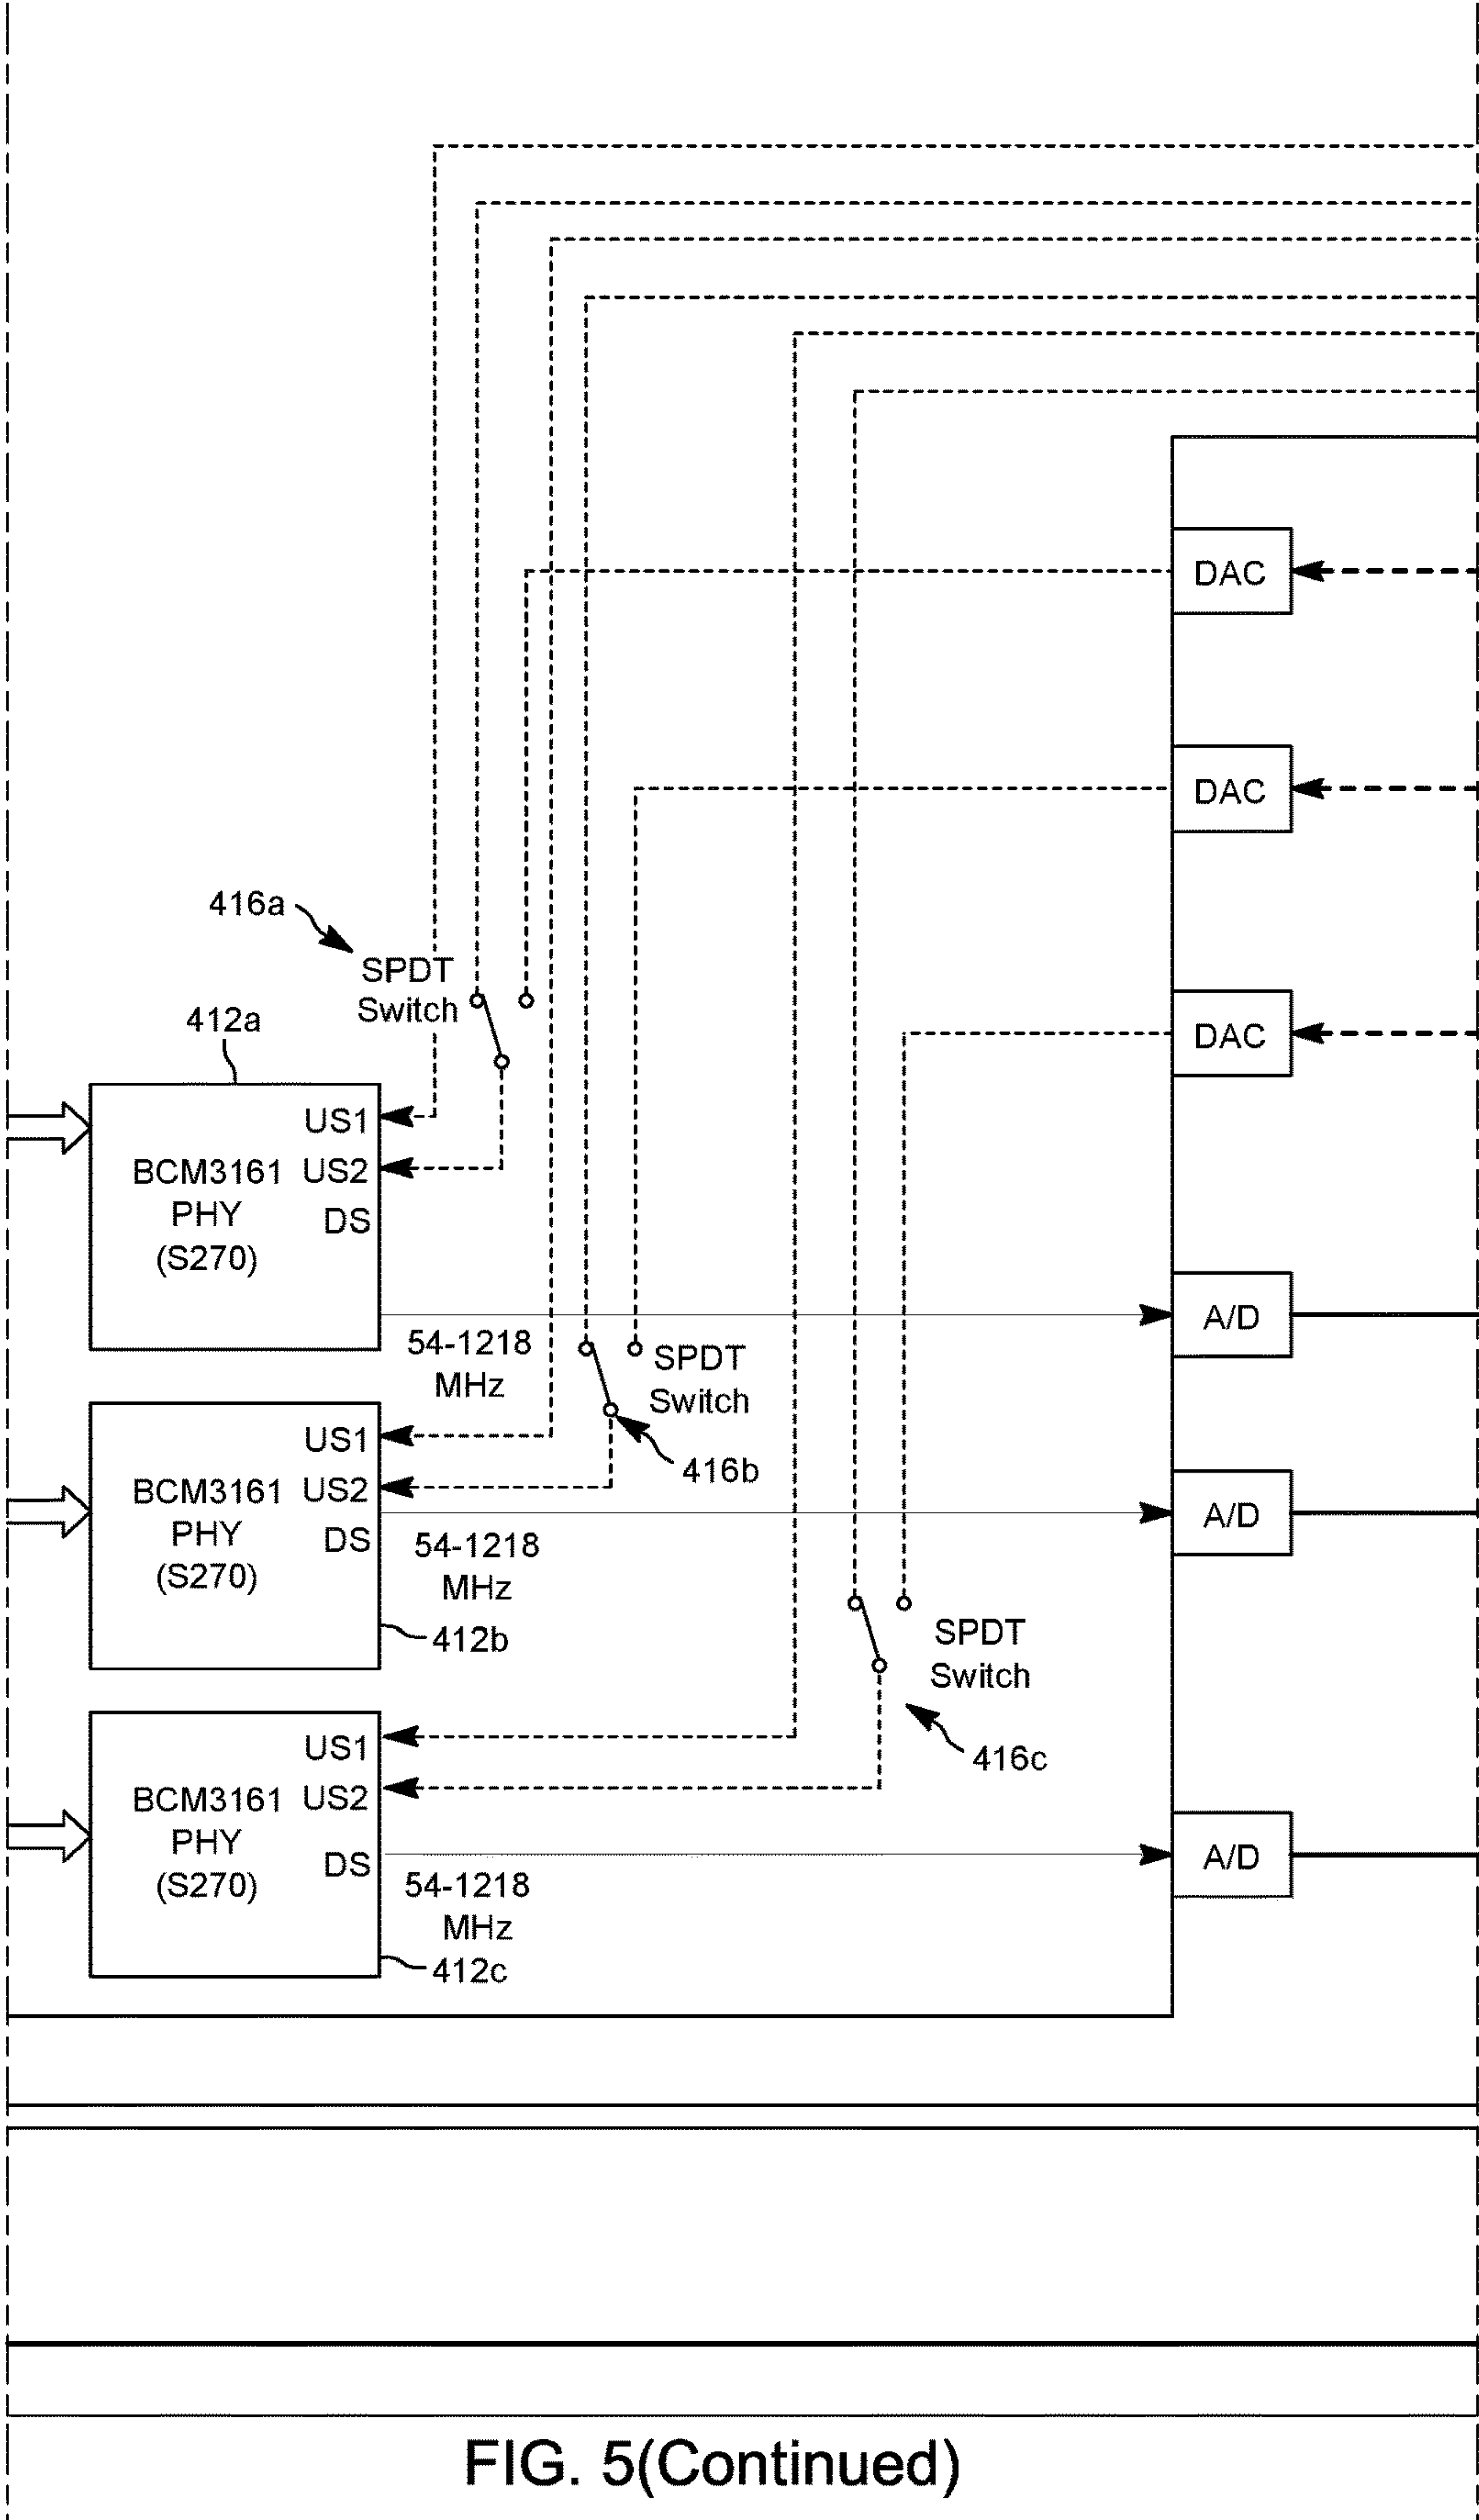 DAC
DAC
416a
SPDT
Switch
412a
DAC
US1
BCM3161 US2
PHY
DS
(S270)
54-1218
MHz
A/D
SPDT
Switch
416b
US1
BCM3161 US2
PHY
DS
(S270)
54-1218
MHz
412b
A/D
SPDT
Switch
416c
US1
BCM3161 US2
PHY
DS
(S270)
54-1218
MHz
412c
A/D
FIG. 5(Continued)